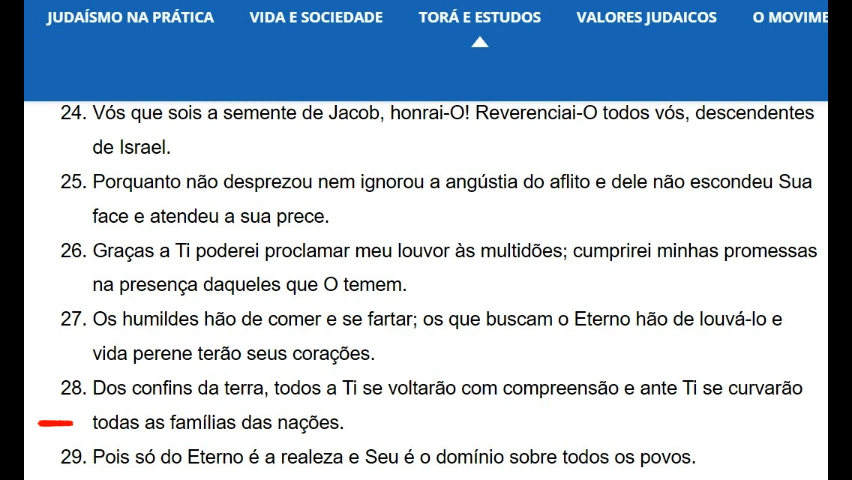 JUDAÍSMO NA PRÁTICA VIDA E SOCIEDADE TORÁ E ESTUDOS VALORES JUDAICOS O MOVIME
24. Vós que sois a semente de Jacob, honrai-O! Reverenciai-O todos vós, descendentes
de Israel.
25. Porquanto não desprezou nem ignorou a angústia do aflito e dele não escondeu Sua
face e atendeu a sua prece.
26. Graças a Ti poderei proclamar meu louvor às multidões; cumprirei minhas promessas
na presença daqueles que O temem.
27. Os humildes hão de comer e se fartar; os que buscam o Eterno hão de louvá-lo e
vida perene terão seus corações.
28. Dos confins da terra, todos a Ti se voltarão com compreensão e ante Ti se curvarão
todas as famílias das nações.
29. Pois só do Eterno é a realeza e Seu é o domínio sobre todos os povos.